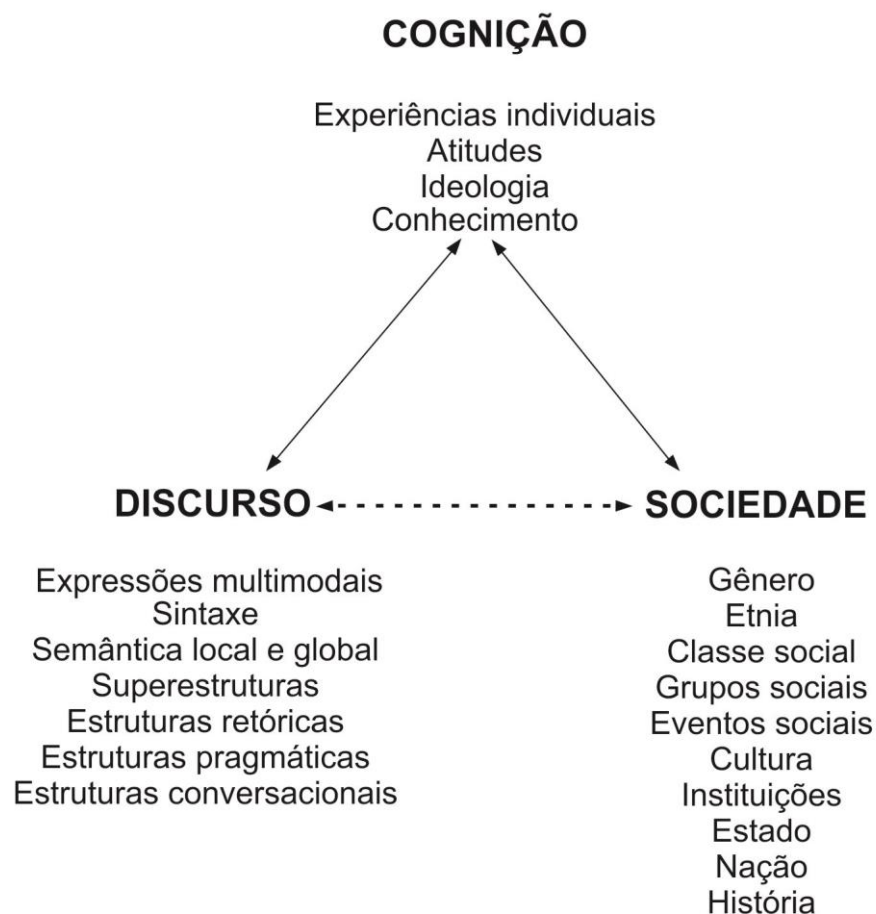 COGNIÇÃO
Experiências individuais
Atitudes
Ideologia
Conhecimento
DISCURSO
SOCIEDADE
Expressões multimodais
Sintaxe
Semântica local e global
Superestruturas
Estruturas retóricas
Estruturas pragmáticas
Estruturas conversacionais
Gênero
Etnia
Classe social
Grupos sociais
Eventos sociais
Cultura
Instituições
Estado
Nação
História